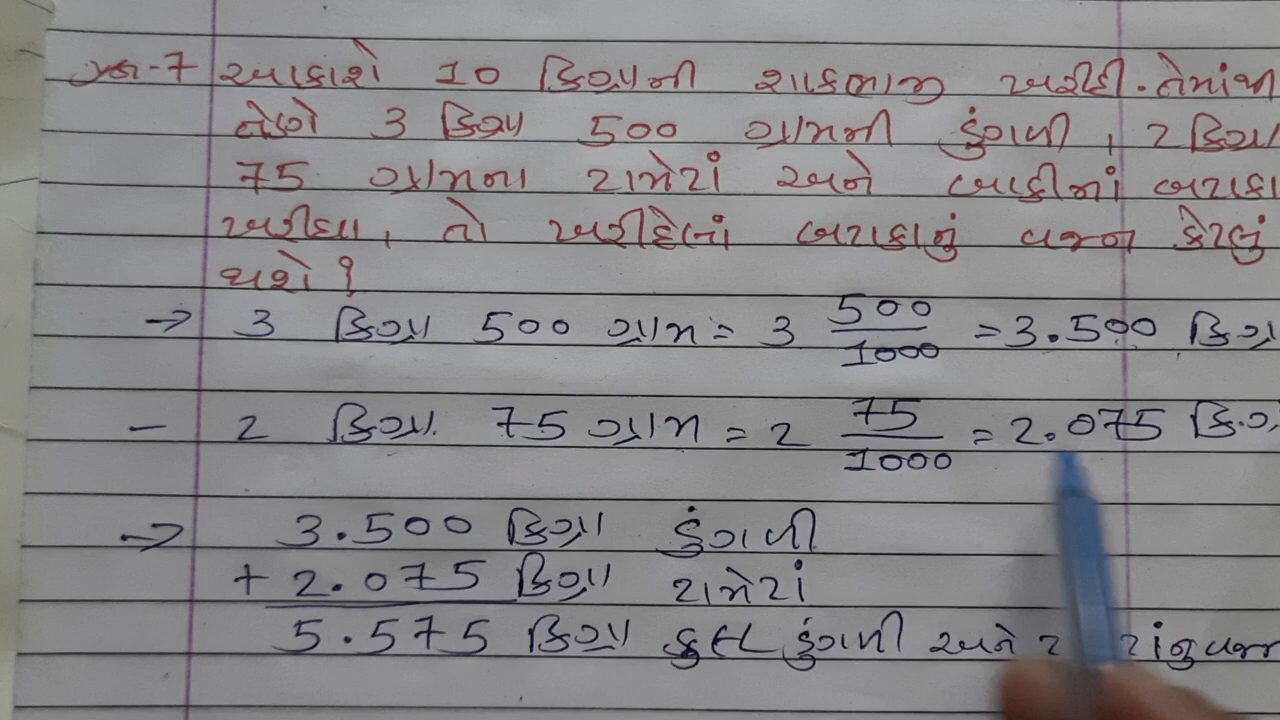 ઉદા-7 આકાશે 10 કિગ્રાની શાકભાજી ખરીદી. તેમાંથી
તેણે 3 કિગ્રા 500 ગ્રામની ડુંગળી, 2 કિગ્રા
75 ગ્રામના ટામેટાં અને બાકીનાં બટાકા
ખરીદ્યા, તો ખરીદેલાં બટાકાનું વજન કેટલું
થશે ?
→ 3 કિગ્રા 500 ગ્રામ = 3 500/1000 = 3.500 કિગ્રા
- 2 કિગ્રા. 75 ગ્રામ = 2 75/1000 = 2.075 કિ.ગ્રા
→ 3.500 કિગ્રા ડુંગળી
+ 2.075 કિગ્રા ટામેટાં
5.575 કિગ્રા કુલ ડુંગળી અને